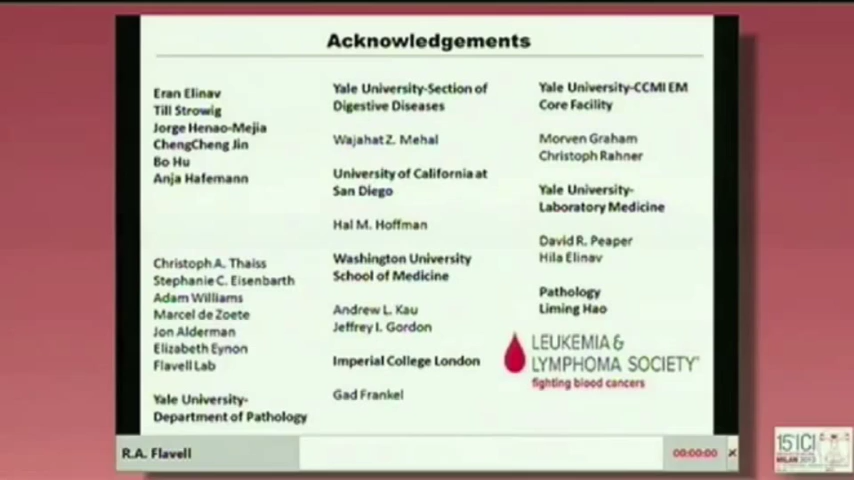 Acknowledgements
Eran Elinav
Till Strowig
Jorge Henao-Mejia
ChengCheng Jin
Bo Hu
Anja Hafemann
Christoph A. Thaiss
Stephanie C. Eisenbarth
Adam Williams
Marcel de Zoete
Jon Alderman
Elizabeth Eynon
Flavell Lab
Yale University-
Department of Pathology
Yale University-Section of
Digestive Diseases
Wajahat Z. Mehal
University of California at
San Diego
Hal M. Hoffman
Washington University
School of Medicine
Andrew L. Kau
Jeffrey I. Gordon
Imperial College London
Gad Frankel
Yale University-CCMI EM
Core Facility
Morven Graham
Christoph Rahner
Yale University-
Laboratory Medicine
David R. Peaper
Hila Elinav
Pathology
Liming Hao
LEUKEMIA &
LYMPHOMA SOCIETY
fighting blood cancers
R.A. Flavell
00:00:00
15 ICI
MILAN